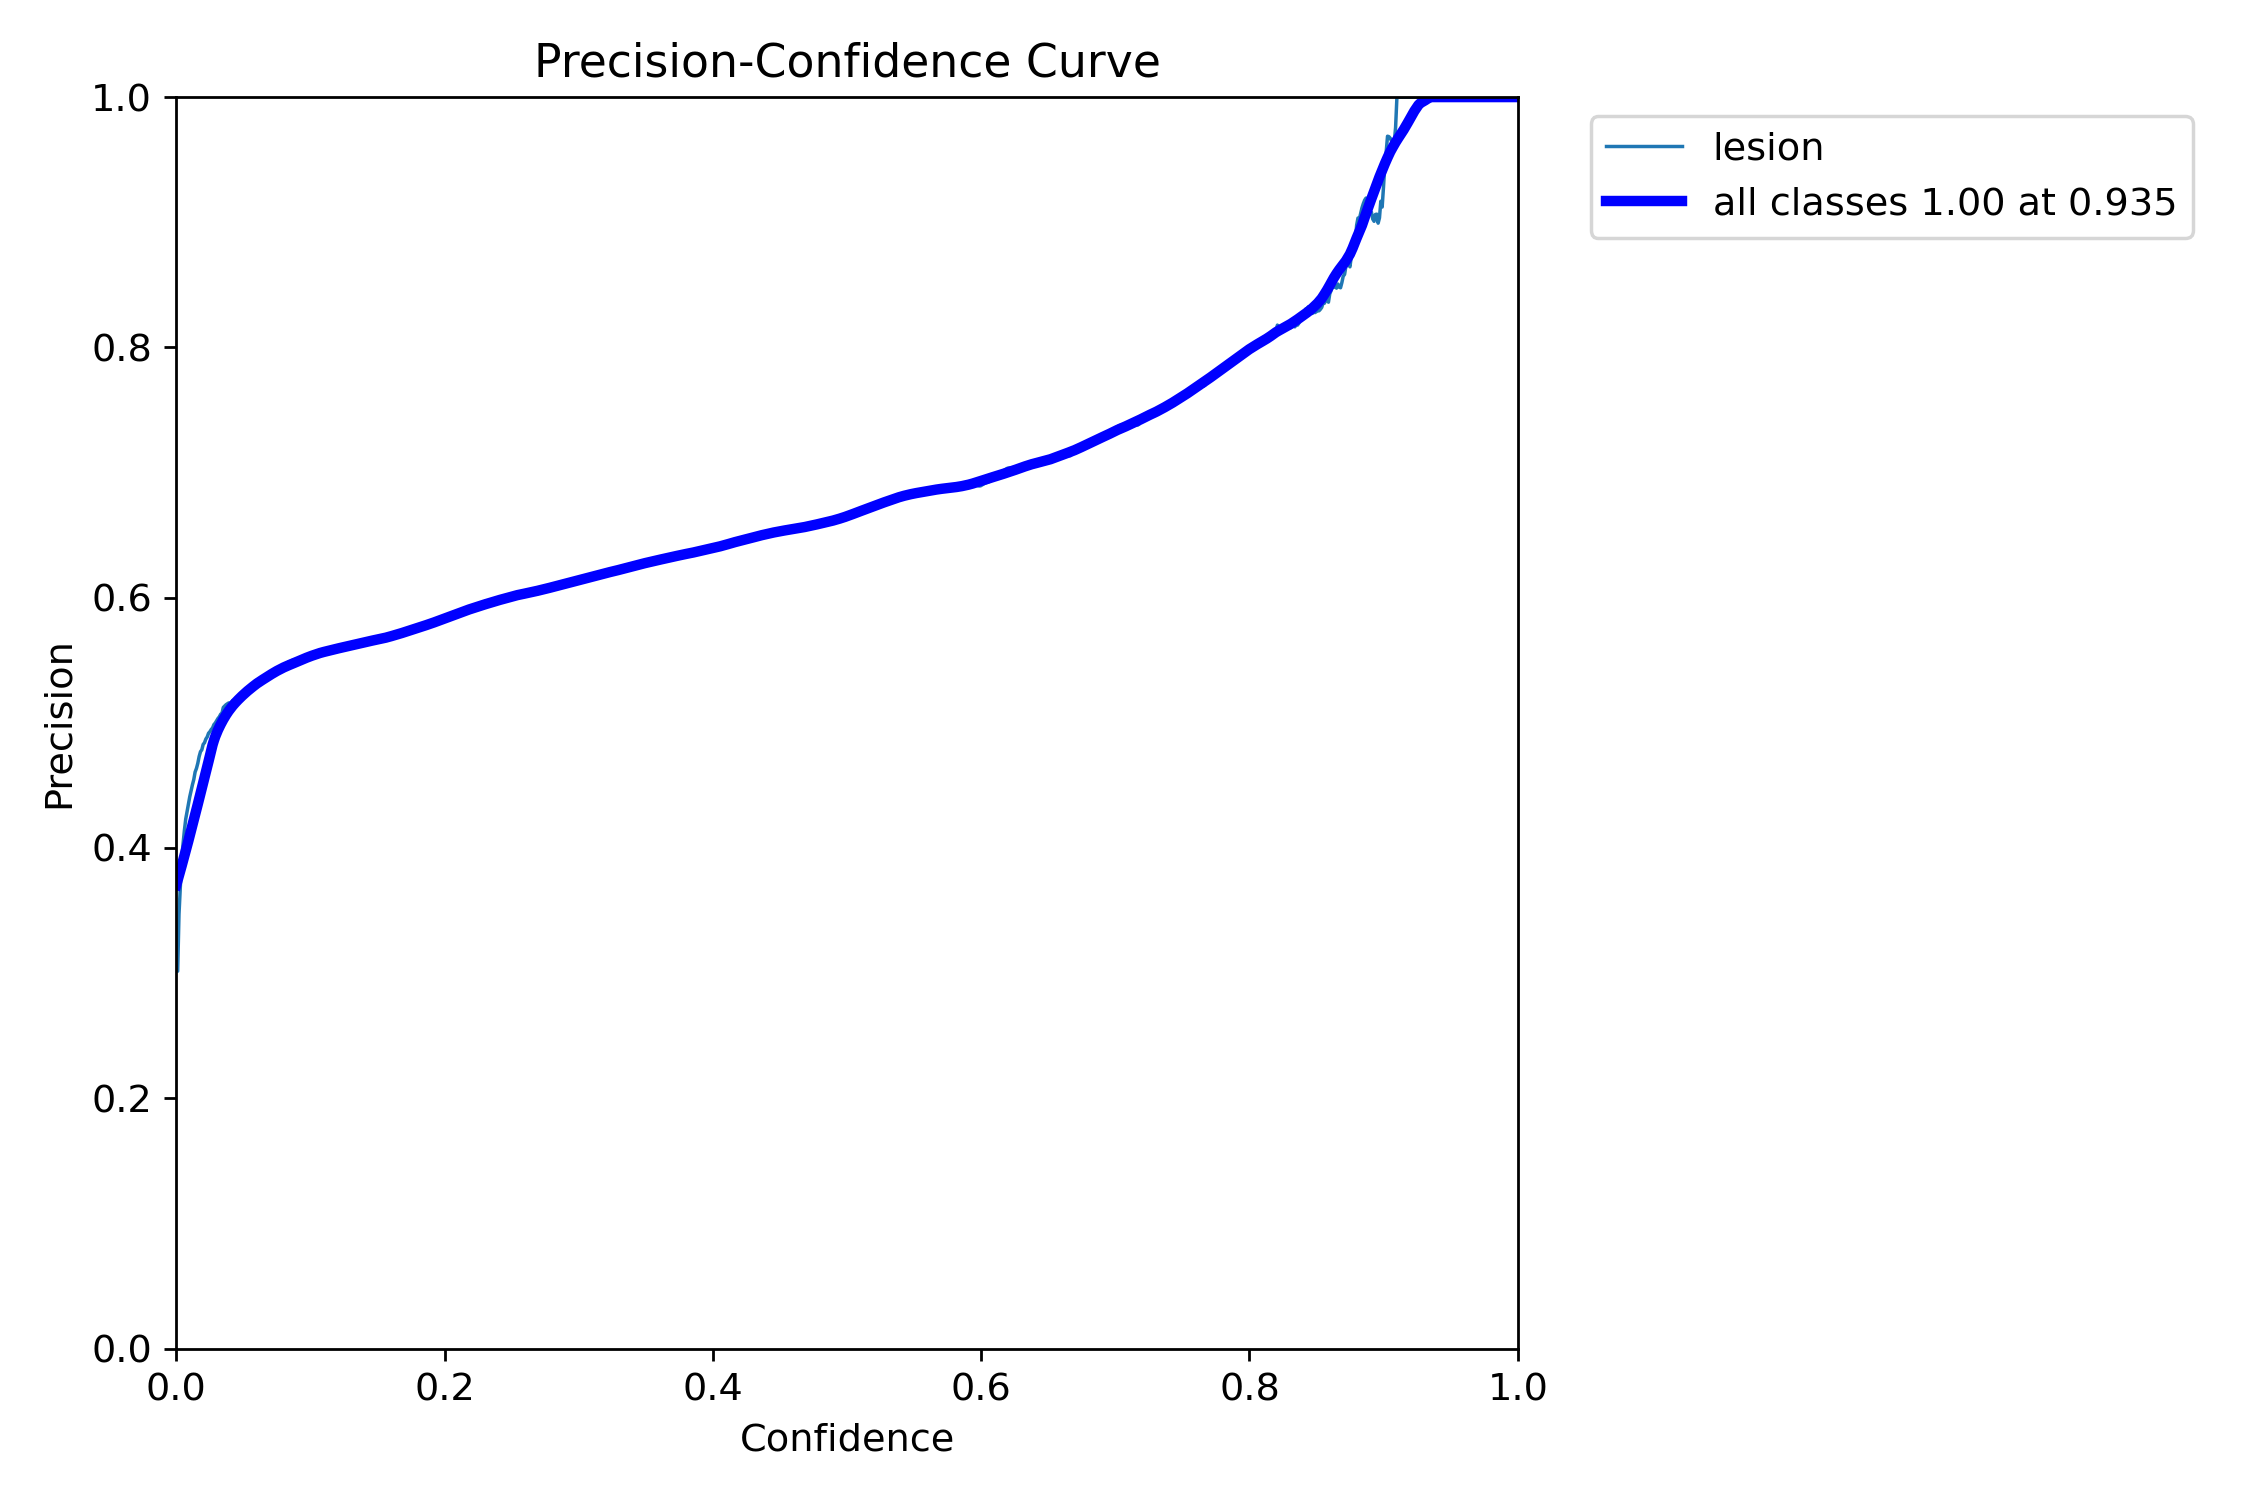 Precision-Confidence Curve
1.0
0.8
0.6
0.4
0.2
0.0
Precision
0.0 0.2 0.4 0.6 0.8 1.0
Confidence
lesion
all classes 1.00 at 0.935